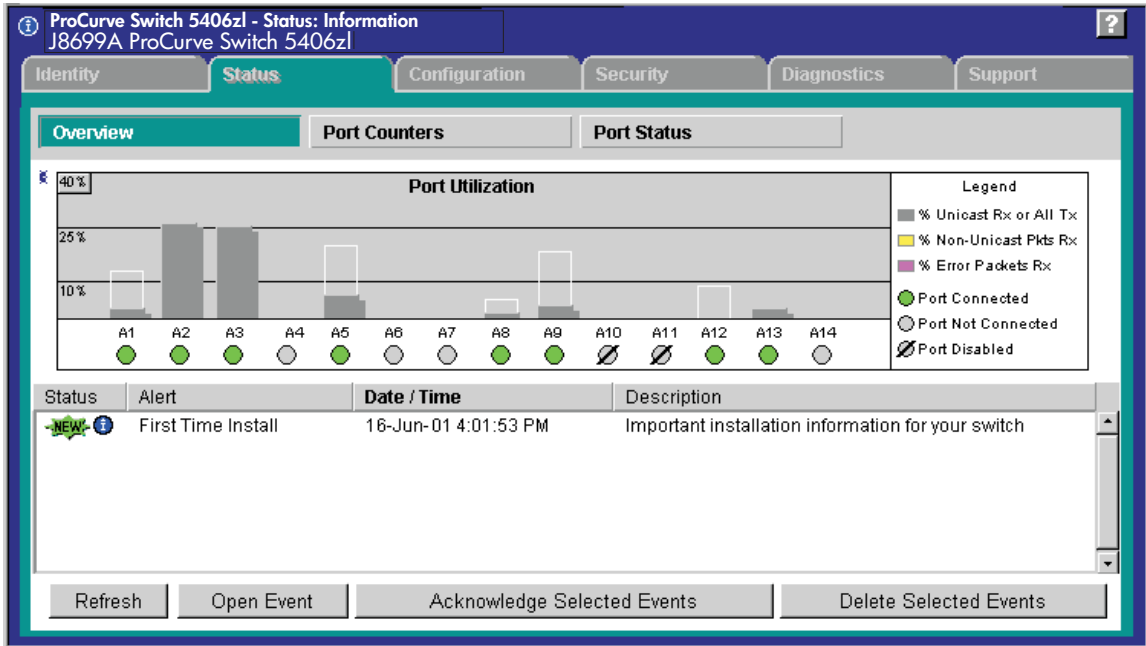 ProCurve Switch 5406zl - Status: Information
J8699A ProCurve Switch 5406zl
?
Identity
Status
Configuration
Security
Diagnostics
Support
Overview
Port Counters
Port Status
40%
Port Utilization
25%
10%
A1 A2 A3 A4 A5 A6 A7 A8 A9 A10 A11 A12 A13 A14
Legend
% Unicast Rx or All Tx
% Non-Unicast Pkts Rx
% Error Packets Rx
Port Connected
Port Not Connected
Port Disabled
Status Alert Date / Time Description
NEW! First Time Install 16-Jun-01 4:01:53 PM Important installation information for your switch
Refresh
Open Event
Acknowledge Selected Events
Delete Selected Events